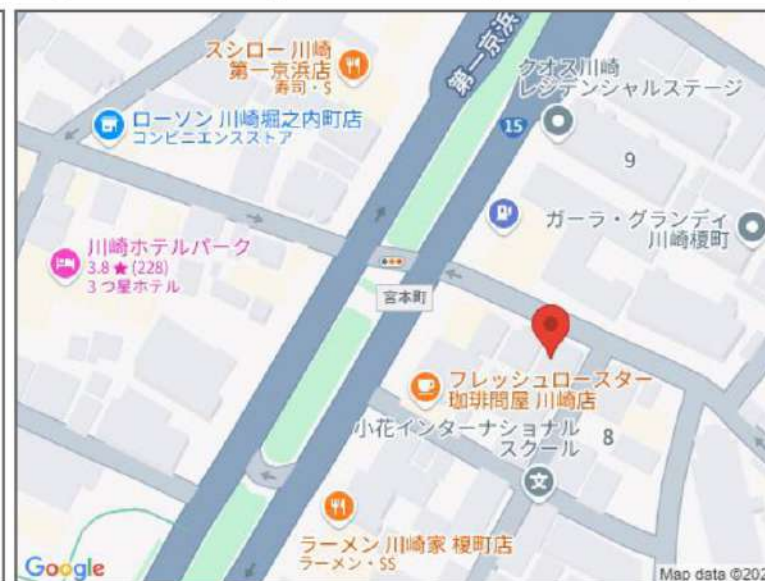 スシロー 川崎
第一京浜店
寿司・S
第一京浜
クオス川崎
レジデンシャルステージ
ローソン 川崎堀之内町店
コンビニエンスストア
15
9
ガーラ・グランディ
川崎榎町
川崎ホテルパーク
3.8 ★ (228)
3 つ星ホテル
宮本町
フレッシュロースター
珈琲問屋 川崎店
小花インターナショナル
スクール
8
文
ラーメン 川崎家 榎町店
ラーメン・SS
Google
Map data ©202